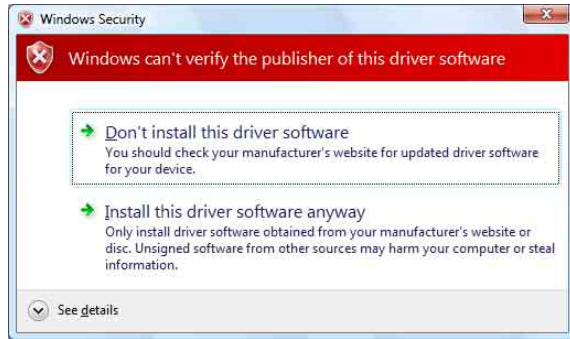 Windows Security
Windows can't verify the publisher of this driver software
Don't install this driver software
You should check your manufacturer's website for updated driver software
for your device.
Install this driver software anyway
Only install driver software obtained from your manufacturer's website or
disc. Unsigned software from other sources may harm your computer or steal
information.
See details